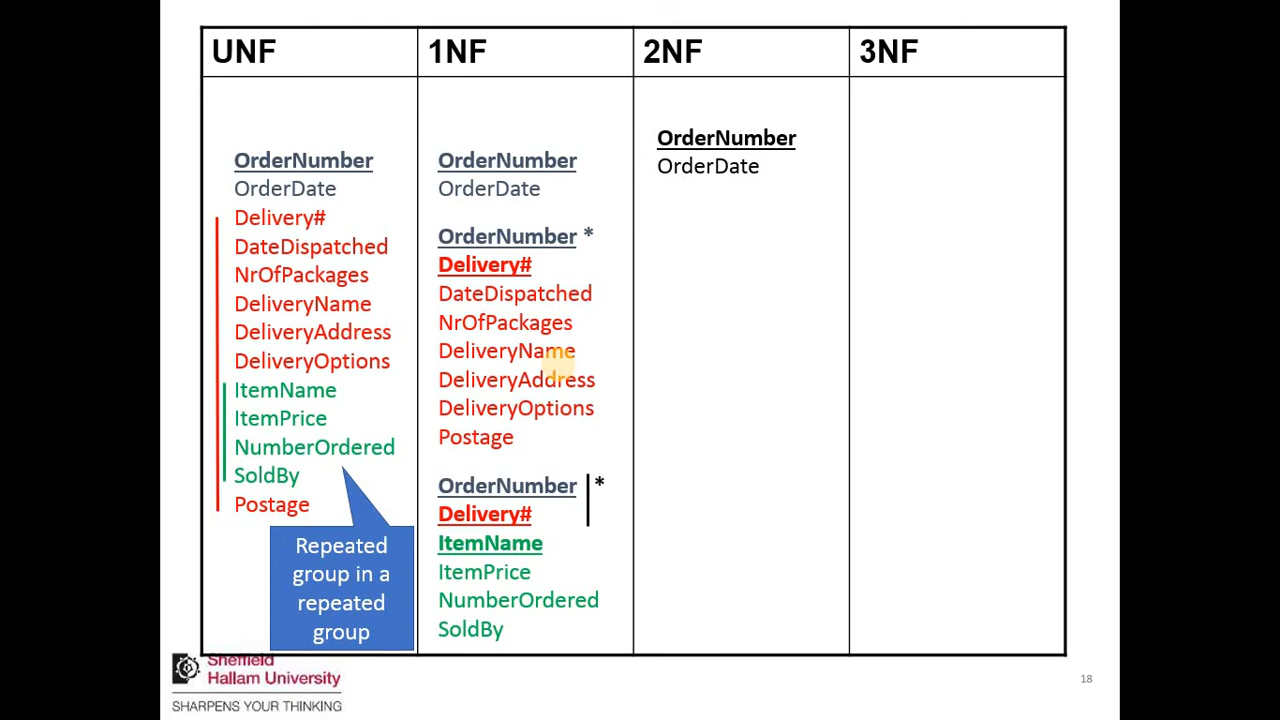 UNF
1NF
2NF
3NF
OrderNumber
OrderDate
Delivery#
DateDispatched
NrOfPackages
DeliveryName
DeliveryAddress
DeliveryOptions
ItemName
ItemPrice
NumberOrdered
SoldBy
Postage
Repeated
group in a
repeated
group
OrderNumber
OrderDate
OrderNumber *
Delivery#
DateDispatched
NrOfPackages
DeliveryName
DeliveryAddress
DeliveryOptions
Postage
OrderNumber *
Delivery#
ItemName
ItemPrice
NumberOrdered
SoldBy
OrderNumber
OrderDate
Sheffield
Hallam University
SHARPENS YOUR THINKING
18